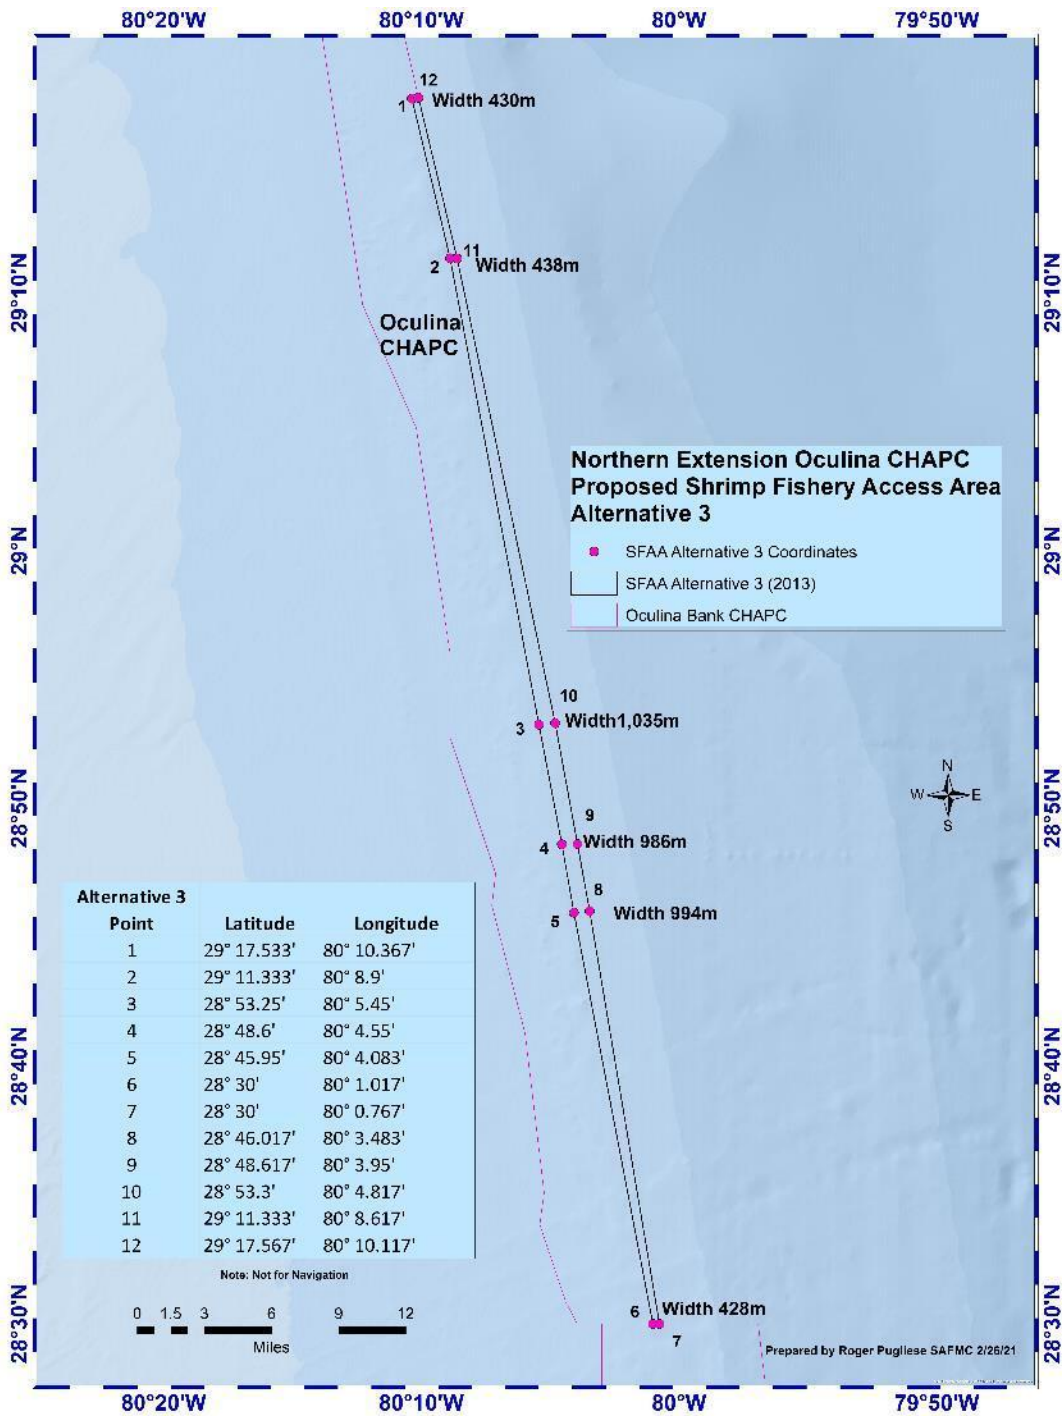 80°20'W 80°10'W 80°0'W 79°50'W
12
1 Width 430m
11
2 Width 438m
29°10'N 29°10'N
Oculina
CHAPC
Northern Extension Oculina CHAPC
Proposed Shrimp Fishery Access Area
Alternative 3
SFAA Alternative 3 Coordinates
SFAA Alternative 3 (2013)
Oculina Bank CHAPC
29°N 29°N
10
3 Width1,035m
N
W E
S
28°50'N 28°50'N
9
4 Width 986m
8
5 Width 994m
Alternative 3
Point Latitude Longitude
1 29° 17.533' 80° 10.367'
2 29° 11.333' 80° 8.9'
3 28° 53.25' 80° 5.45'
4 28° 48.6' 80° 4.55'
5 28° 45.95' 80° 4.083'
6 28° 30' 80° 1.017'
7 28° 30' 80° 0.767'
8 28° 46.017' 80° 3.483'
9 28° 48.617' 80° 3.95'
10 28° 53.3' 80° 4.817'
11 29° 11.333' 80° 8.617'
12 29° 17.567' 80° 10.117'
28°40'N 28°40'N
Note: Not for Navigation
0 1.5 3 6 9 12
Miles
28°30'N 28°30'N
6 Width 428m
7
Prepared by Roger Pugliese SAFMC 2/26/21
80°20'W 80°10'W 80°0'W 79°50'W